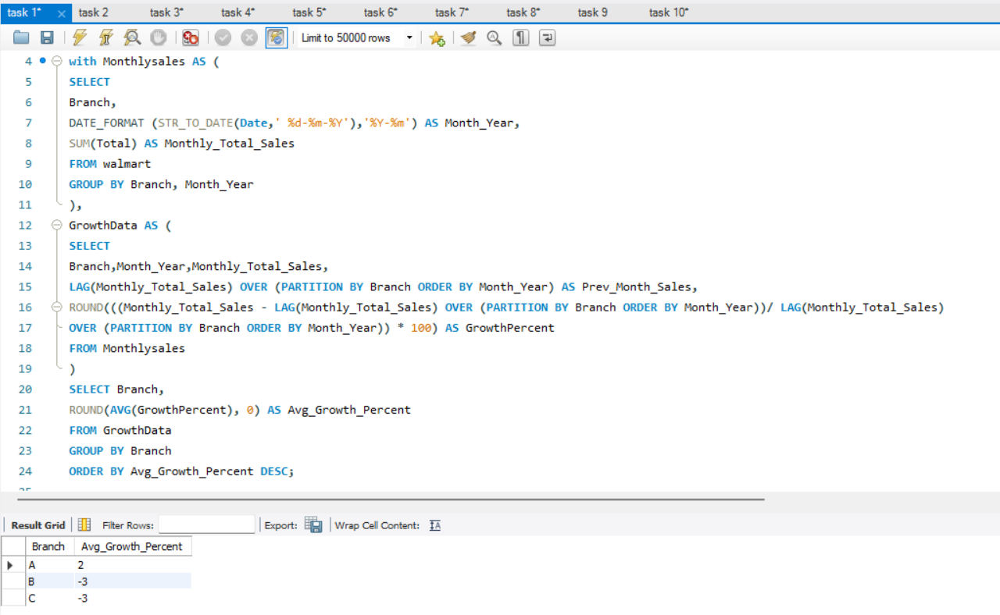 task 1* × task 2 task 3* task 4* task 5* task 6* task 7* task 8* task 9 task 10*
Limit to 50000 rows
4 with Monthlysales AS (
5 SELECT
6 Branch,
7 DATE_FORMAT (STR_TO_DATE(Date,' %d-%m-%Y'),'%Y-%m') AS Month_Year,
8 SUM(Total) AS Monthly_Total_Sales
9 FROM walmart
10 GROUP BY Branch, Month_Year
11 ),
12 GrowthData AS (
13 SELECT
14 Branch,Month_Year,Monthly_Total_Sales,
15 LAG(Monthly_Total_Sales) OVER (PARTITION BY Branch ORDER BY Month_Year) AS Prev_Month_Sales,
16 ROUND(((Monthly_Total_Sales - LAG(Monthly_Total_Sales) OVER (PARTITION BY Branch ORDER BY Month_Year))/ LAG(Monthly_Total_Sales)
17 OVER (PARTITION BY Branch ORDER BY Month_Year)) * 100) AS GrowthPercent
18 FROM Monthlysales
19 )
20 SELECT Branch,
21 ROUND(AVG(GrowthPercent), 0) AS Avg_Growth_Percent
22 FROM GrowthData
23 GROUP BY Branch
24 ORDER BY Avg_Growth_Percent DESC;
Result Grid Filter Rows: Export: Wrap Cell Content: IA
Branch Avg_Growth_Percent
A 2
B -3
C -3